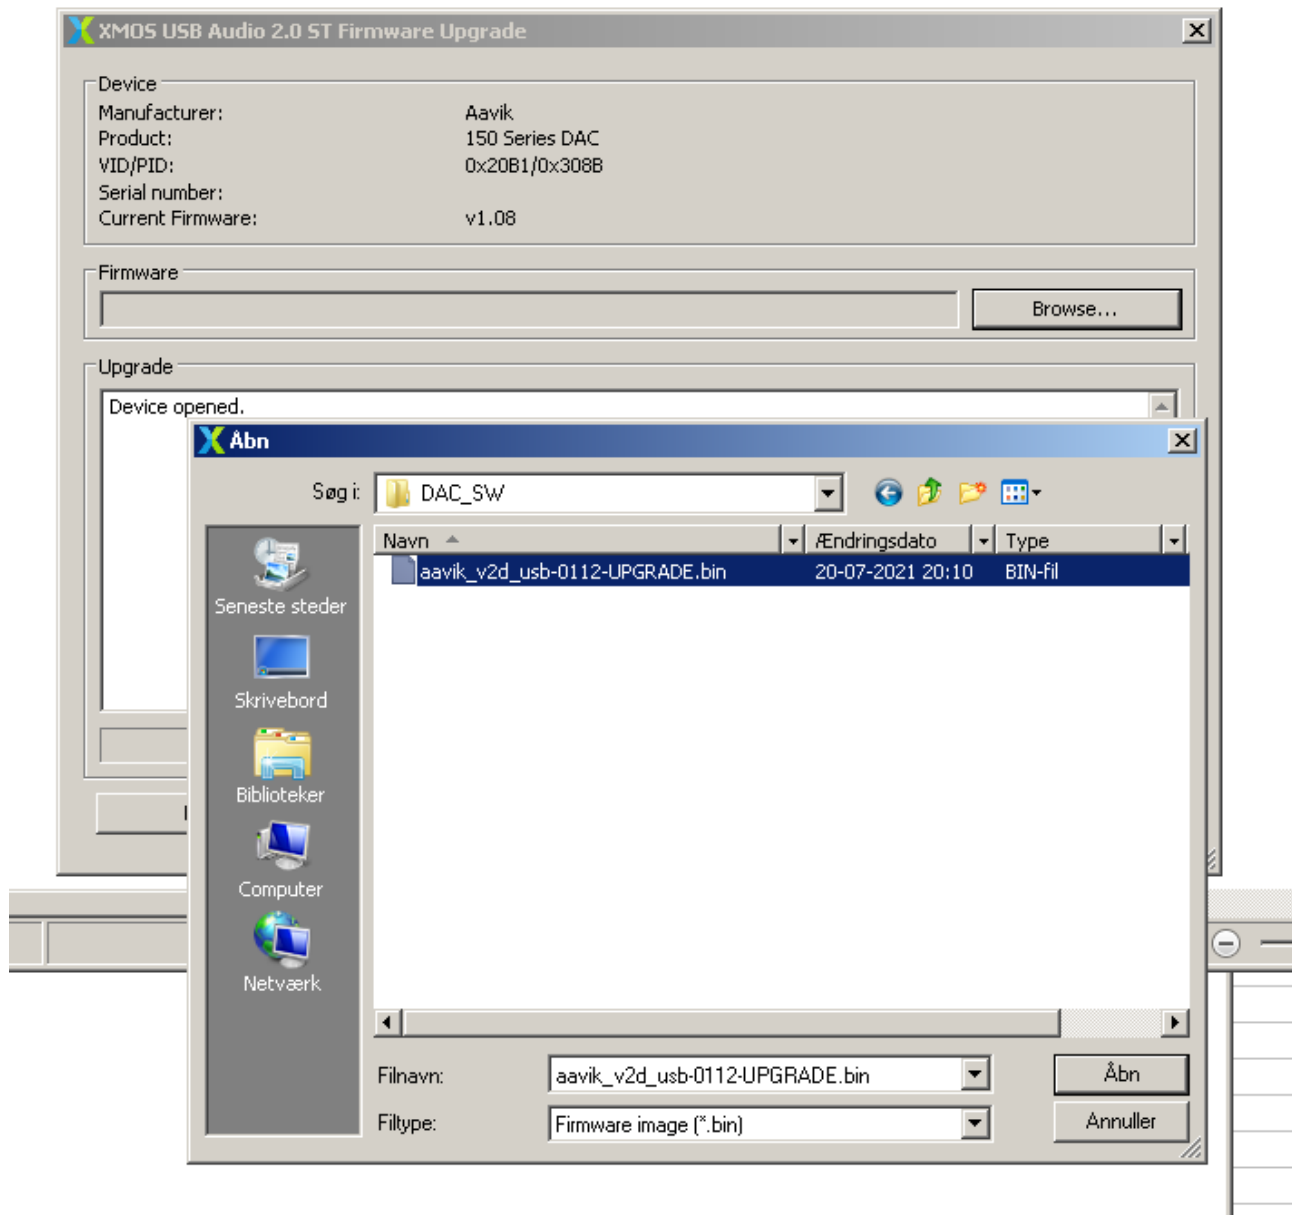 XMOS USB Audio 2.0 ST Firmware Upgrade
Device
Manufacturer: Aavik
Product: 150 Series DAC
VID/PID: 0x20B1/0x308B
Serial number:
Current Firmware: v1.08
Firmware
Browse...
Upgrade
Device opened.
Åbn
Søg i: DAC_SW
Navn Ændringsdato Type
aavik_v2d_usb-0112-UPGRADE.bin 20-07-2021 20:10 BIN-fil
Seneste steder
Skrivebord
Biblioteker
Computer
Netværk
Filnavn: aavik_v2d_usb-0112-UPGRADE.bin Åbn
Filtype: Firmware image (*.bin) Annuller